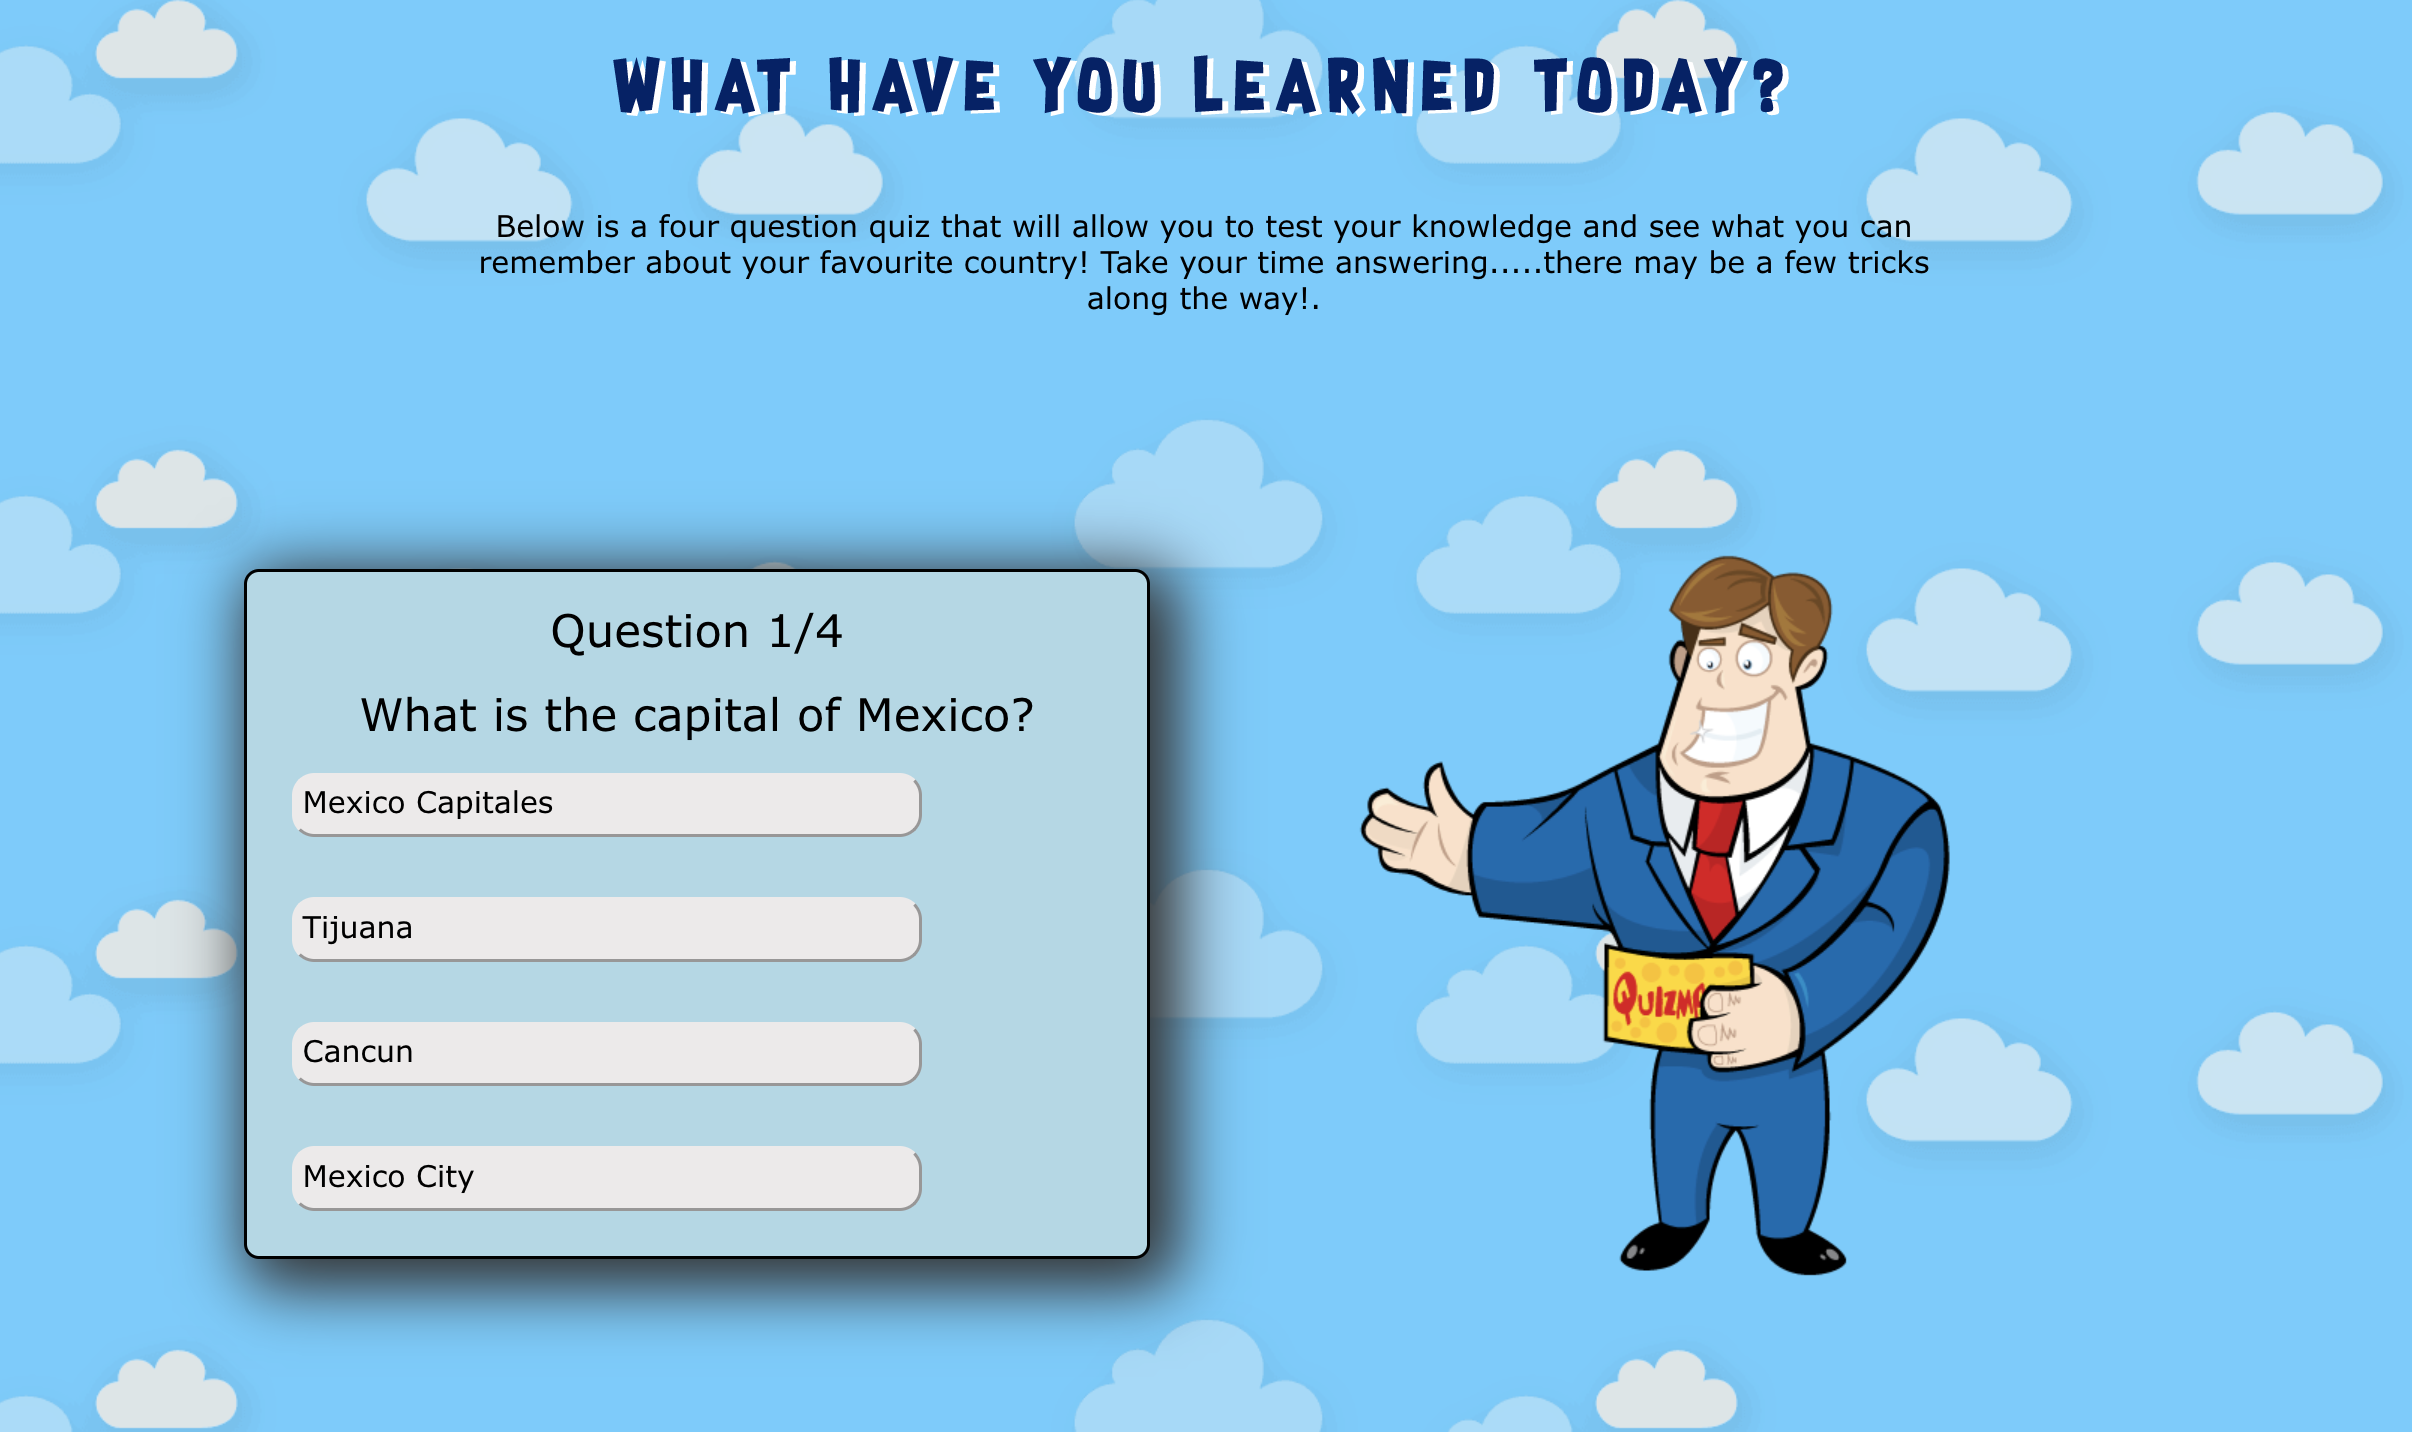 WHAT HAVE YOU LEARNED TODAY?
Below is a four question quiz that will allow you to test your knowledge and see what you can
remember about your favourite country! Take your time answering.....there may be a few tricks
along the way!.
Question 1/4
What is the capital of Mexico?
Mexico Capitales
Tijuana
Cancun
Mexico City